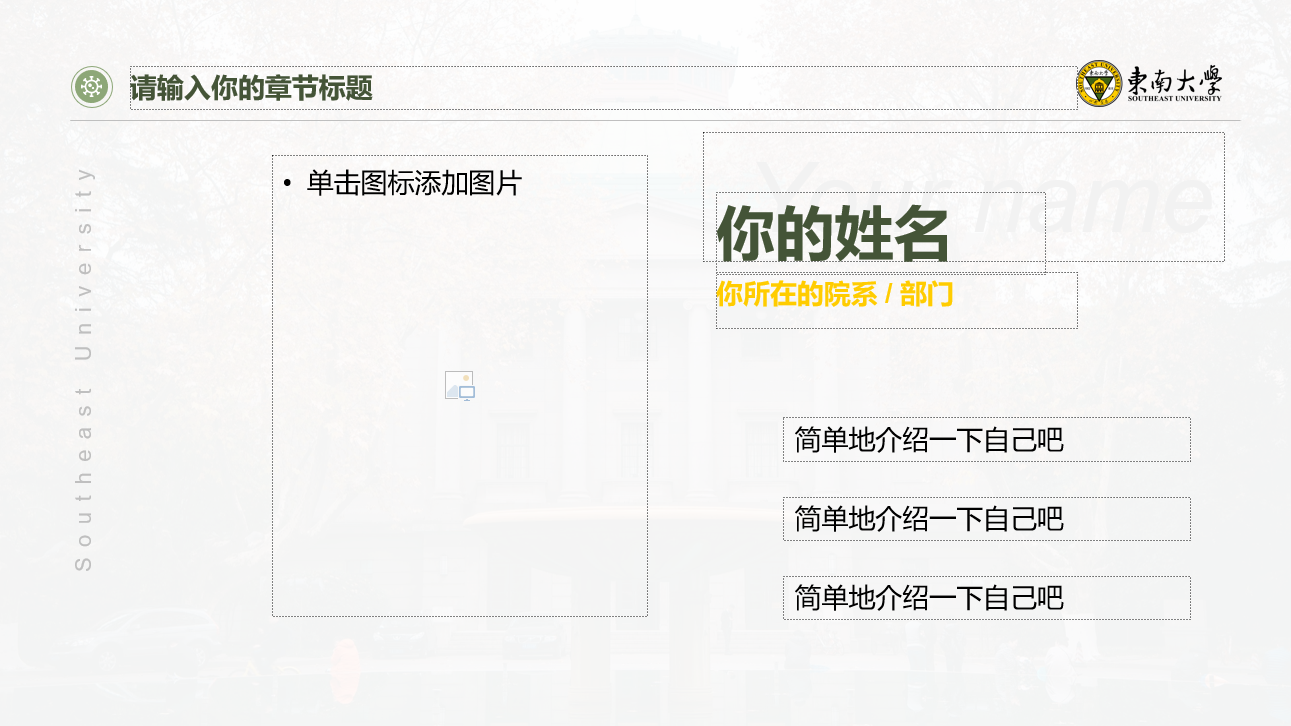 请输入你的章节标题
東南大學
SOUTHEAST UNIVERSITY
Southeast University
• 单击图标添加图片
Your name
你的姓名
你所在的院系 / 部门
简单地介绍一下自己吧
简单地介绍一下自己吧
简单地介绍一下自己吧